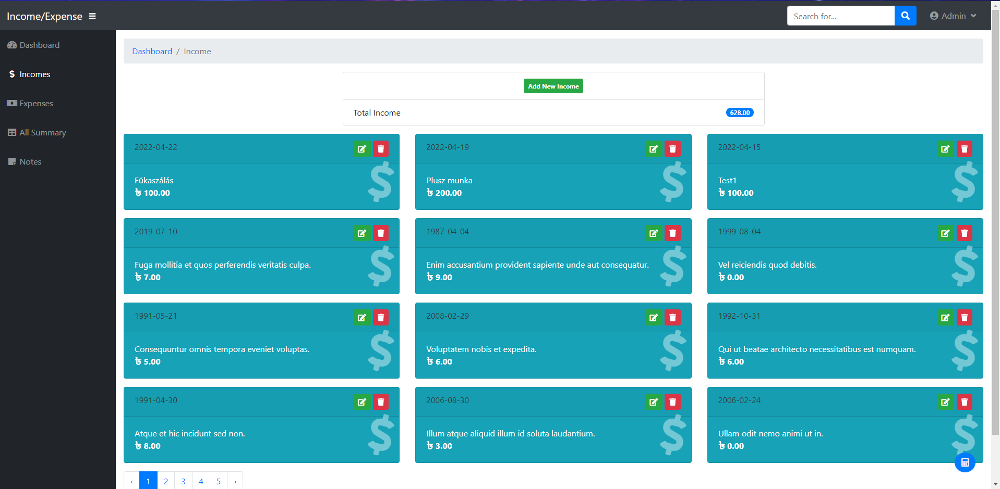 Income/Expense
Search for...
Admin
Dashboard
Incomes
Expenses
All Summary
Notes
Dashboard / Income
Add New Income
Total Income 628.00
2022-04-22
Fűkaszálás
৳ 100.00
2022-04-19
Plusz munka
৳ 200.00
2022-04-15
Test1
৳ 100.00
2019-07-10
Fuga mollitia et quos perferendis veritatis culpa.
৳ 7.00
1987-04-04
Enim accusantium provident sapiente unde aut consequatur.
৳ 9.00
1999-08-04
Vel reiciendis quod debitis.
৳ 0.00
1991-05-21
Consequuntur omnis tempora eveniet voluptas.
৳ 5.00
2008-02-29
Voluptatem nobis et expedita.
৳ 6.00
1992-10-31
Qui ut beatae architecto necessitatibus est numquam.
৳ 6.00
1991-04-30
Atque et hic incidunt sed non.
৳ 8.00
2006-08-30
Illum atque aliquid illum id soluta laudantium.
৳ 3.00
2006-02-24
Ullam odit nemo animi ut in.
৳ 0.00
‹ 1 2 3 4 5 ›